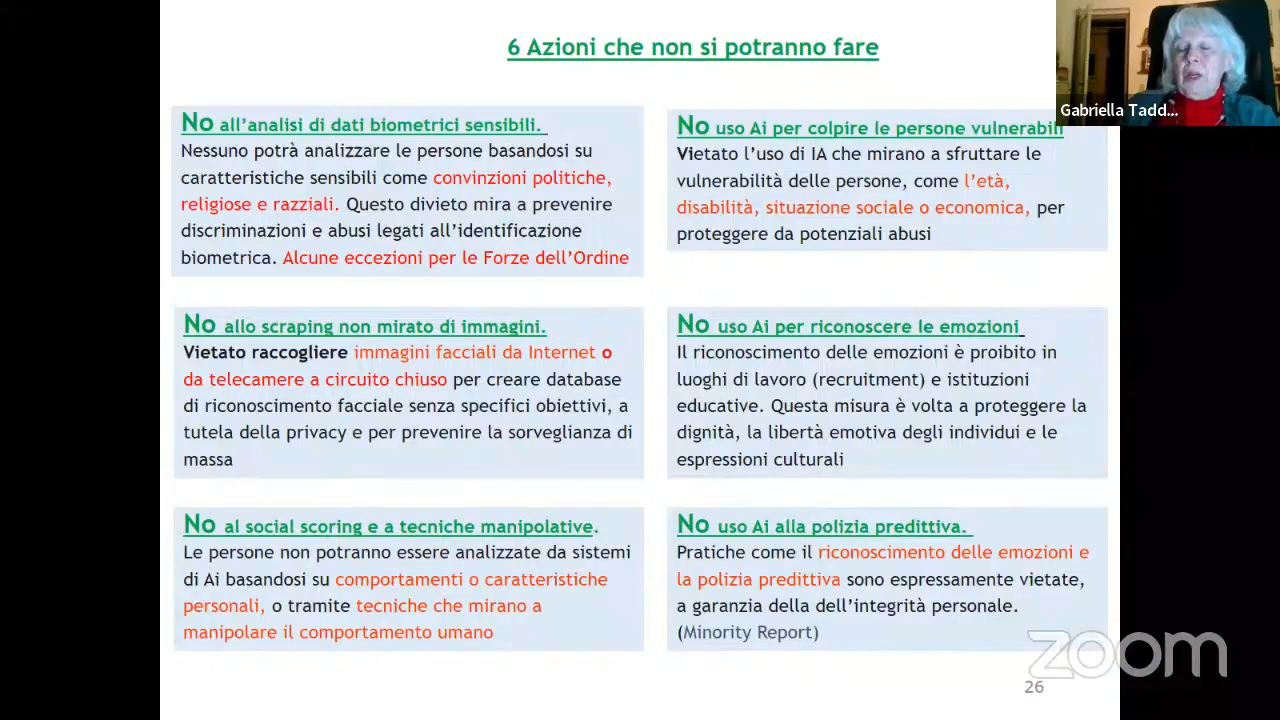 6 Azioni che non si potranno fare
No all'analisi di dati biometrici sensibili.
Nessuno potrà analizzare le persone basandosi su
caratteristiche sensibili come convinzioni politiche,
religiose e razziali. Questo divieto mira a prevenire
discriminazioni e abusi legati all'identificazione
biometrica. Alcune eccezioni per le Forze dell'Ordine
No uso Ai per colpire le persone vulnerabili
Vietato l'uso di IA che mirano a sfruttare le
vulnerabilità delle persone, come l'età,
disabilità, situazione sociale o economica, per
proteggere da potenziali abusi
No allo scraping non mirato di immagini.
Vietato raccogliere immagini facciali da Internet o
da telecamere a circuito chiuso per creare database
di riconoscimento facciale senza specifici obiettivi, a
tutela della privacy e per prevenire la sorveglianza di
massa
No uso Ai per riconoscere le emozioni
Il riconoscimento delle emozioni è proibito in
luoghi di lavoro (recruitment) e istituzioni
educative. Questa misura è volta a proteggere la
dignità, la libertà emotiva degli individui e le
espressioni culturali
No al social scoring e a tecniche manipolative.
Le persone non potranno essere analizzate da sistemi
di Ai basandosi su comportamenti o caratteristiche
personali, o tramite tecniche che mirano a
manipolare il comportamento umano
No uso Ai alla polizia predittiva.
Pratiche come il riconoscimento delle emozioni e
la polizia predittiva sono espressamente vietate,
a garanzia della dell'integrità personale.
(Minority Report)
26
Gabriella Tadd...
zoom